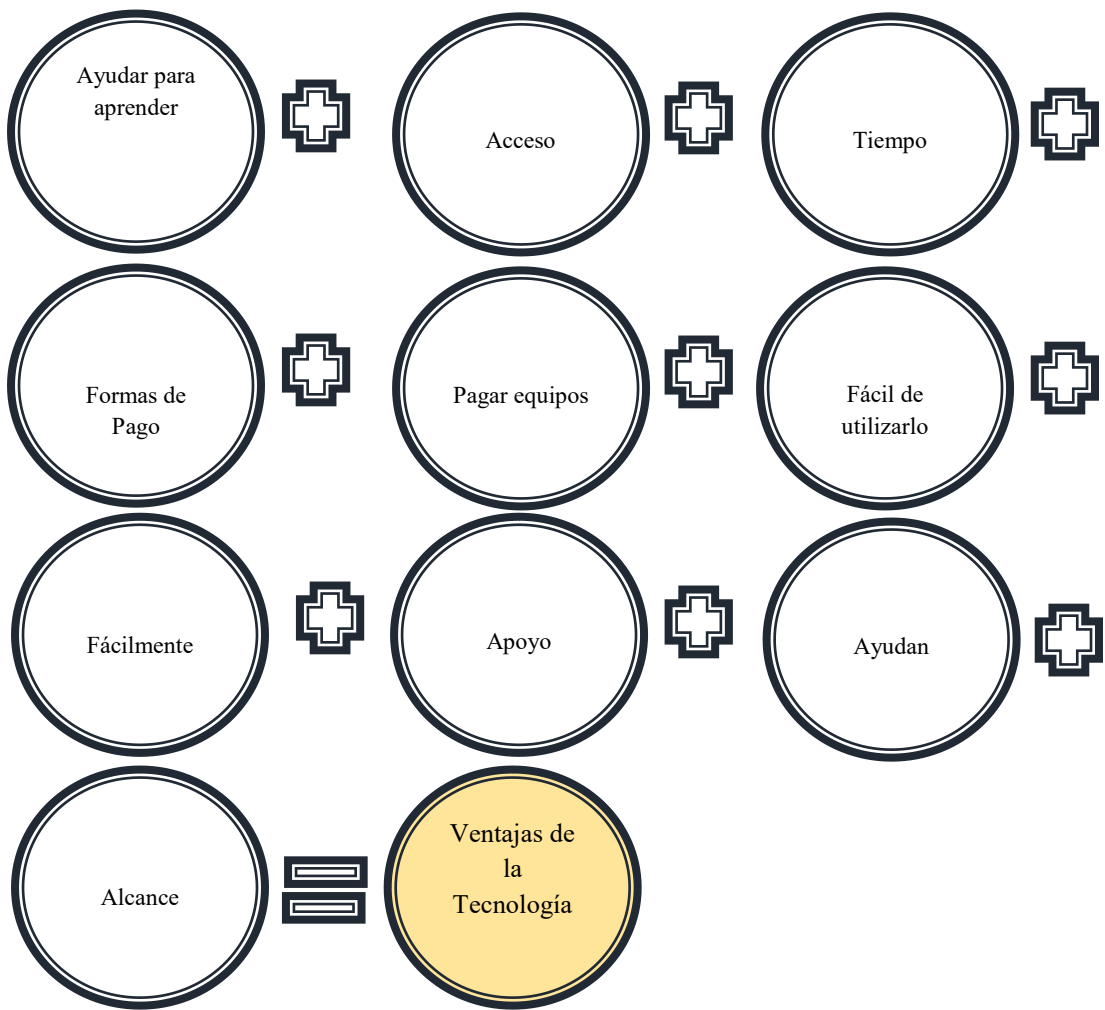 Ayudar para
aprender
Acceso
Tiempo
Formas de
Pago
Pagar equipos
Fácil de
utilizarlo
Fácilmente
Apoyo
Ayudan
Alcance
Ventajas de
la
Tecnología